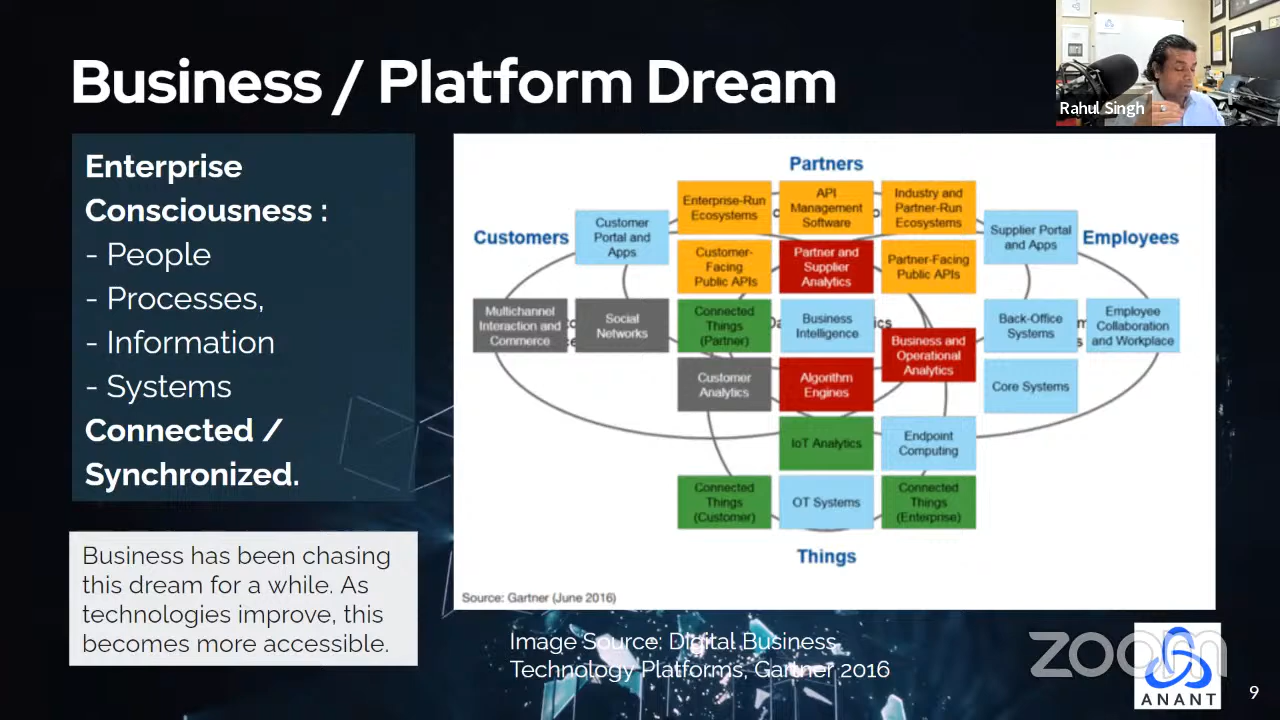 Business / Platform Dream
Rahul Singh
Enterprise
Consciousness :
- People
- Processes,
- Information
- Systems
Connected /
Synchronized.
Business has been chasing
this dream for a while. As
technologies improve, this
becomes more accessible.
Partners
Customers
Employees
Things
Customer
Portal and
Apps
Enterprise-Run
Ecosystems
API
Management
Software
Industry and
Partner-Run
Ecosystems
Supplier Portal
and Apps
Customer-
Facing
Public APIs
Partner and
Supplier
Analytics
Partner-Facing
Public APIs
Multichannel
Interaction and
Commerce
Social
Networks
Connected
Things
(Partner)
Business
Intelligence
Business and
Operational
Analytics
Back-Office
Systems
Employee
Collaboration
and Workplace
Customer
Analytics
Algorithm
Engines
Core Systems
IoT Analytics
Endpoint
Computing
Connected
Things
(Customer)
OT Systems
Connected
Things
(Enterprise)
Source: Gartner (June 2016)
Image Source: Digital Business
Technology Platforms, Gartner 2016
zoom
ANANT
9